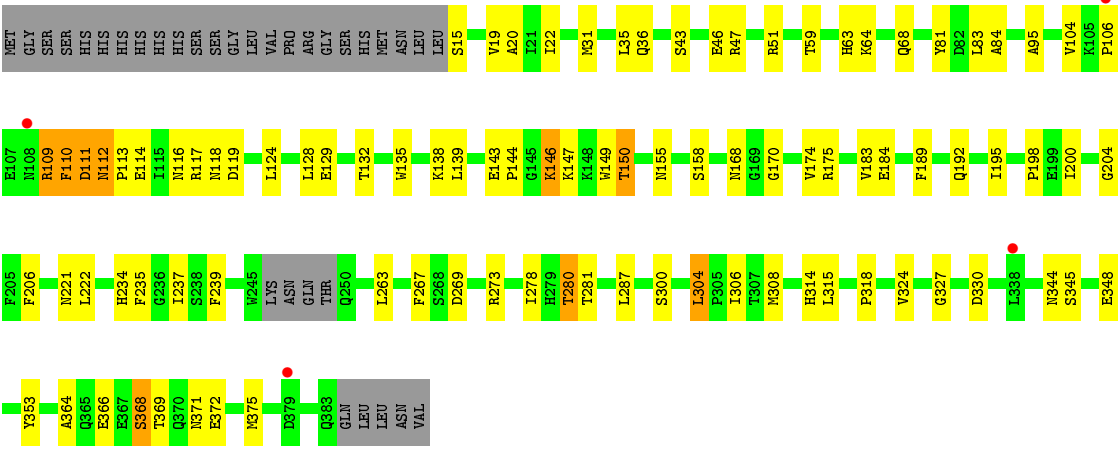 MET GLY SER SER HIS HIS HIS HIS HIS HIS SER SER GLY LEU VAL PRO ARG GLY SER HIS MET ASN LEU LEU S15 V19 A20 I21 I22 M31 L35 Q36 S43 E46 R47 R51 T59 H63 K64 Q68 Y81 D82 L83 A84 A95 V104 K105 P106
E107 N108 R109 F110 D111 N112 P113 E114 I115 N116 R117 N118 D119 L124 L128 E129 T132 W135 K138 L139 E143 P144 G145 K146 K147 K148 W149 T150 N155 S158 N168 G169 G170 V174 R175 V183 E184 F189 Q192 I195 P198 E199 I200 G204
F205 F206 N221 L222 H234 F235 G236 I237 S238 F239 W245 LYS ASN GLN THR Q250 L263 F267 S268 D269 R273 I278 H279 T280 T281 L287 S300 L304 P305 I306 T307 M308 H314 L315 P318 V324 G327 D330 L338 N344 S345 E348
Y353 A364 Q365 E366 E367 S368 T369 Q370 N371 E372 M375 D379 Q383 GLN LEU LEU ASN VAL